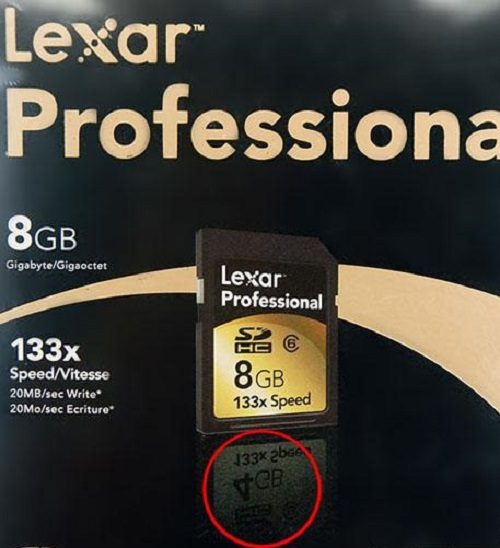 Lexar™
Professiona
8GB
Gigabyte/Gigaoctet
133x
Speed/Vitesse
20MB/sec Write*
20Mo/sec Ecriture*
Lexar
Professional
SD
HC 6
8GB
133x Speed
133x Speed
4GB